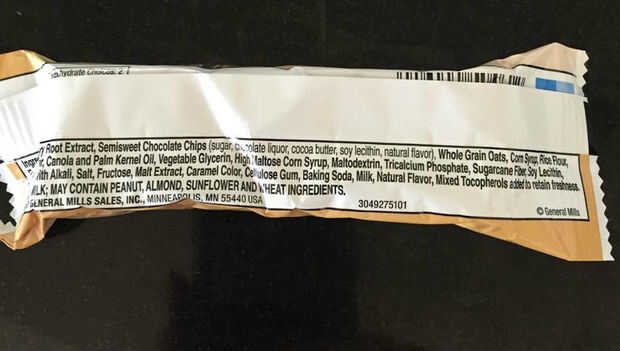 hydrate Choices: 2
Root Extract, Semisweet Chocolate Chips (sugar, chocolate liquor, cocoa butter, soy lecithin, natural flavor), Whole Grain Oats, Corn Syrup, Rice Flour,
Canola and Palm Kernel Oil, Vegetable Glycerin, High Maltose Corn Syrup, Maltodextrin, Tricalcium Phosphate, Sugarcane Fiber, Soy Lecithin,
with Alkali, Salt, Fructose, Malt Extract, Caramel Color, Cellulose Gum, Baking Soda, Milk, Natural Flavor, Mixed Tocopherols added to retain freshness.
MILK; MAY CONTAIN PEANUT, ALMOND, SUNFLOWER AND WHEAT INGREDIENTS.
GENERAL MILLS SALES, INC., MINNEAPOLIS, MN 55440 USA 3049275101 © General Mills